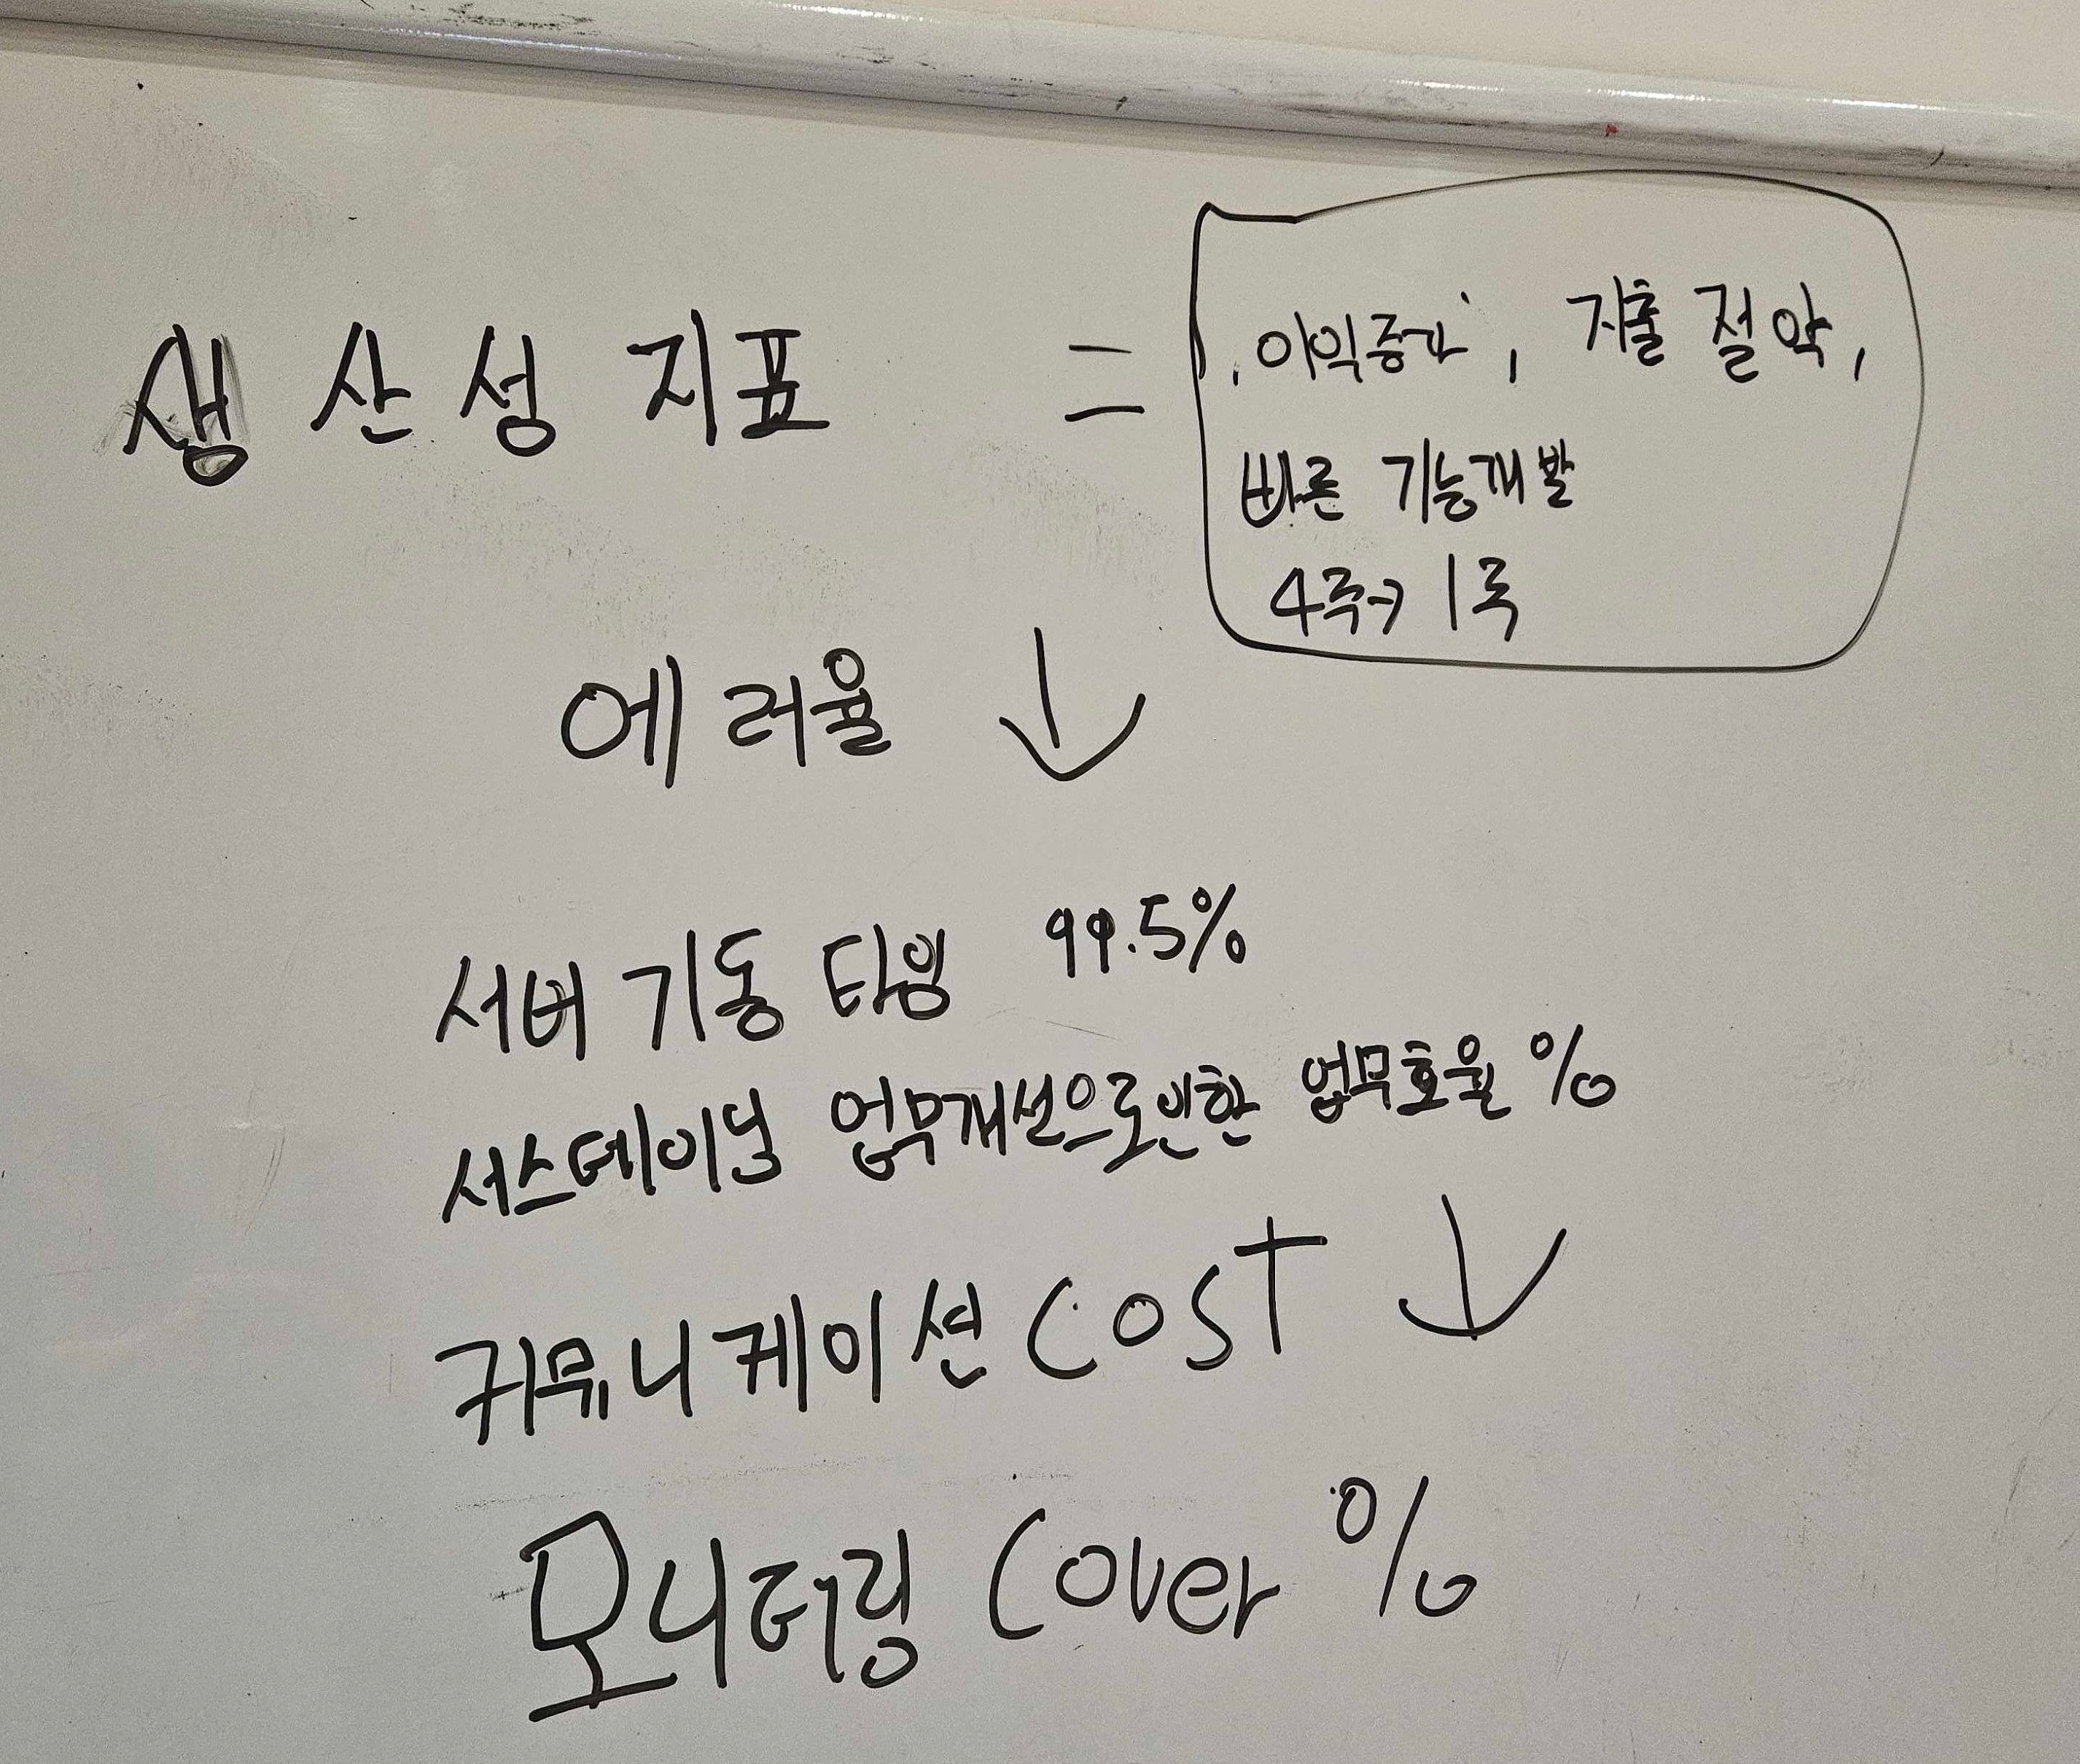 생산성 지표 =
이익증가, 지출 절약,
빠른 기능개발
4주→ 1주
에러율 ↓
서버 기동 타임 99.5%
서스테이닝 업무개선으로인한 업무효율 %
커뮤니케이션 COST ↓
모니터링 Cover %